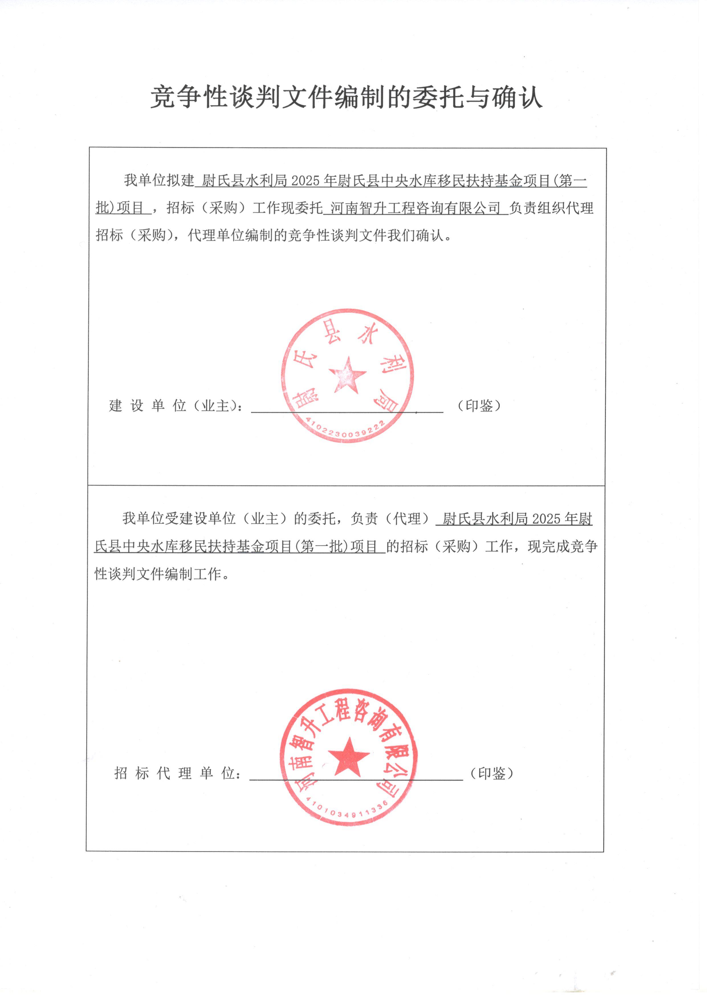 竞争性谈判文件编制的委托与确认
我单位拟建 尉氏县水利局2025年尉氏县中央水库移民扶持基金项目(第一
批)项目 ，招标（采购）工作现委托 河南智升工程咨询有限公司 负责组织代理
招标（采购），代理单位编制的竞争性谈判文件我们确认。
尉氏县水利局
建 设 单 位（业主）： （印鉴）
4102230039222
我单位受建设单位（业主）的委托，负责（代理） 尉氏县水利局2025年尉
氏县中央水库移民扶持基金项目(第一批)项目 的招标（采购）工作，现完成竞争
性谈判文件编制工作。
河南智升工程咨询有限公司
招 标 代 理 单 位： （印鉴）
4101034911336